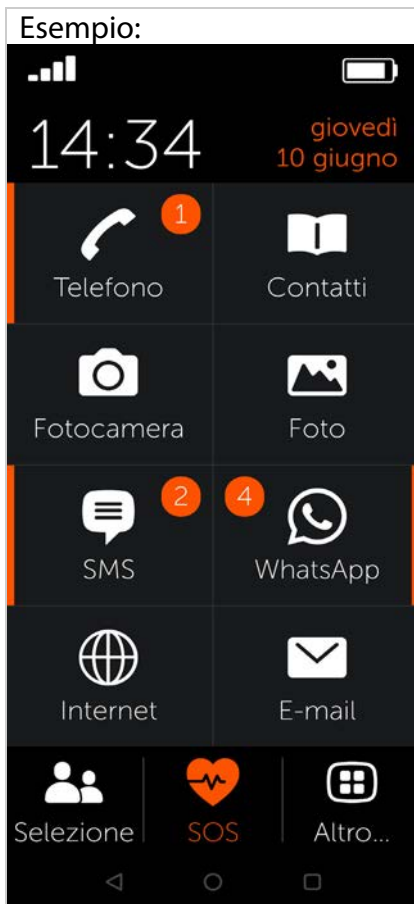 Esempio:
14:34
giovedì
10 giugno
1
Telefono
Contatti
Fotocamera
Foto
2
4
SMS
WhatsApp
Internet
E-mail
Selezione
SOS
Altro...